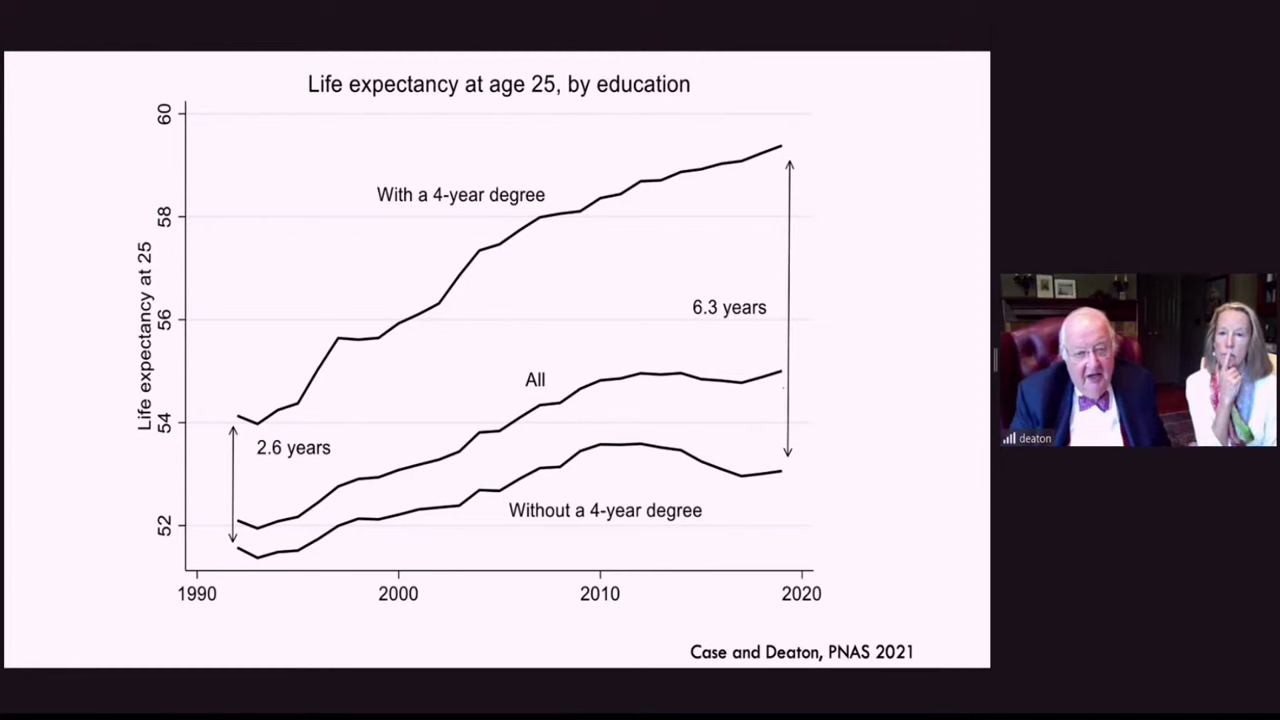 Life expectancy at age 25, by education
Life expectancy at 25
60
58
56
54
52
With a 4-year degree
6.3 years
All
2.6 years
Without a 4-year degree
1990
2000
2010
2020
Case and Deaton, PNAS 2021
deaton